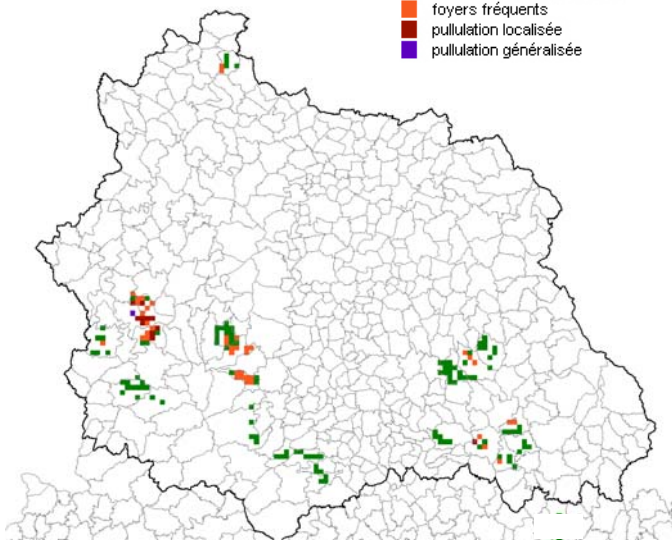 foyers fréquents
pullulation localisée
pullulation généralisée